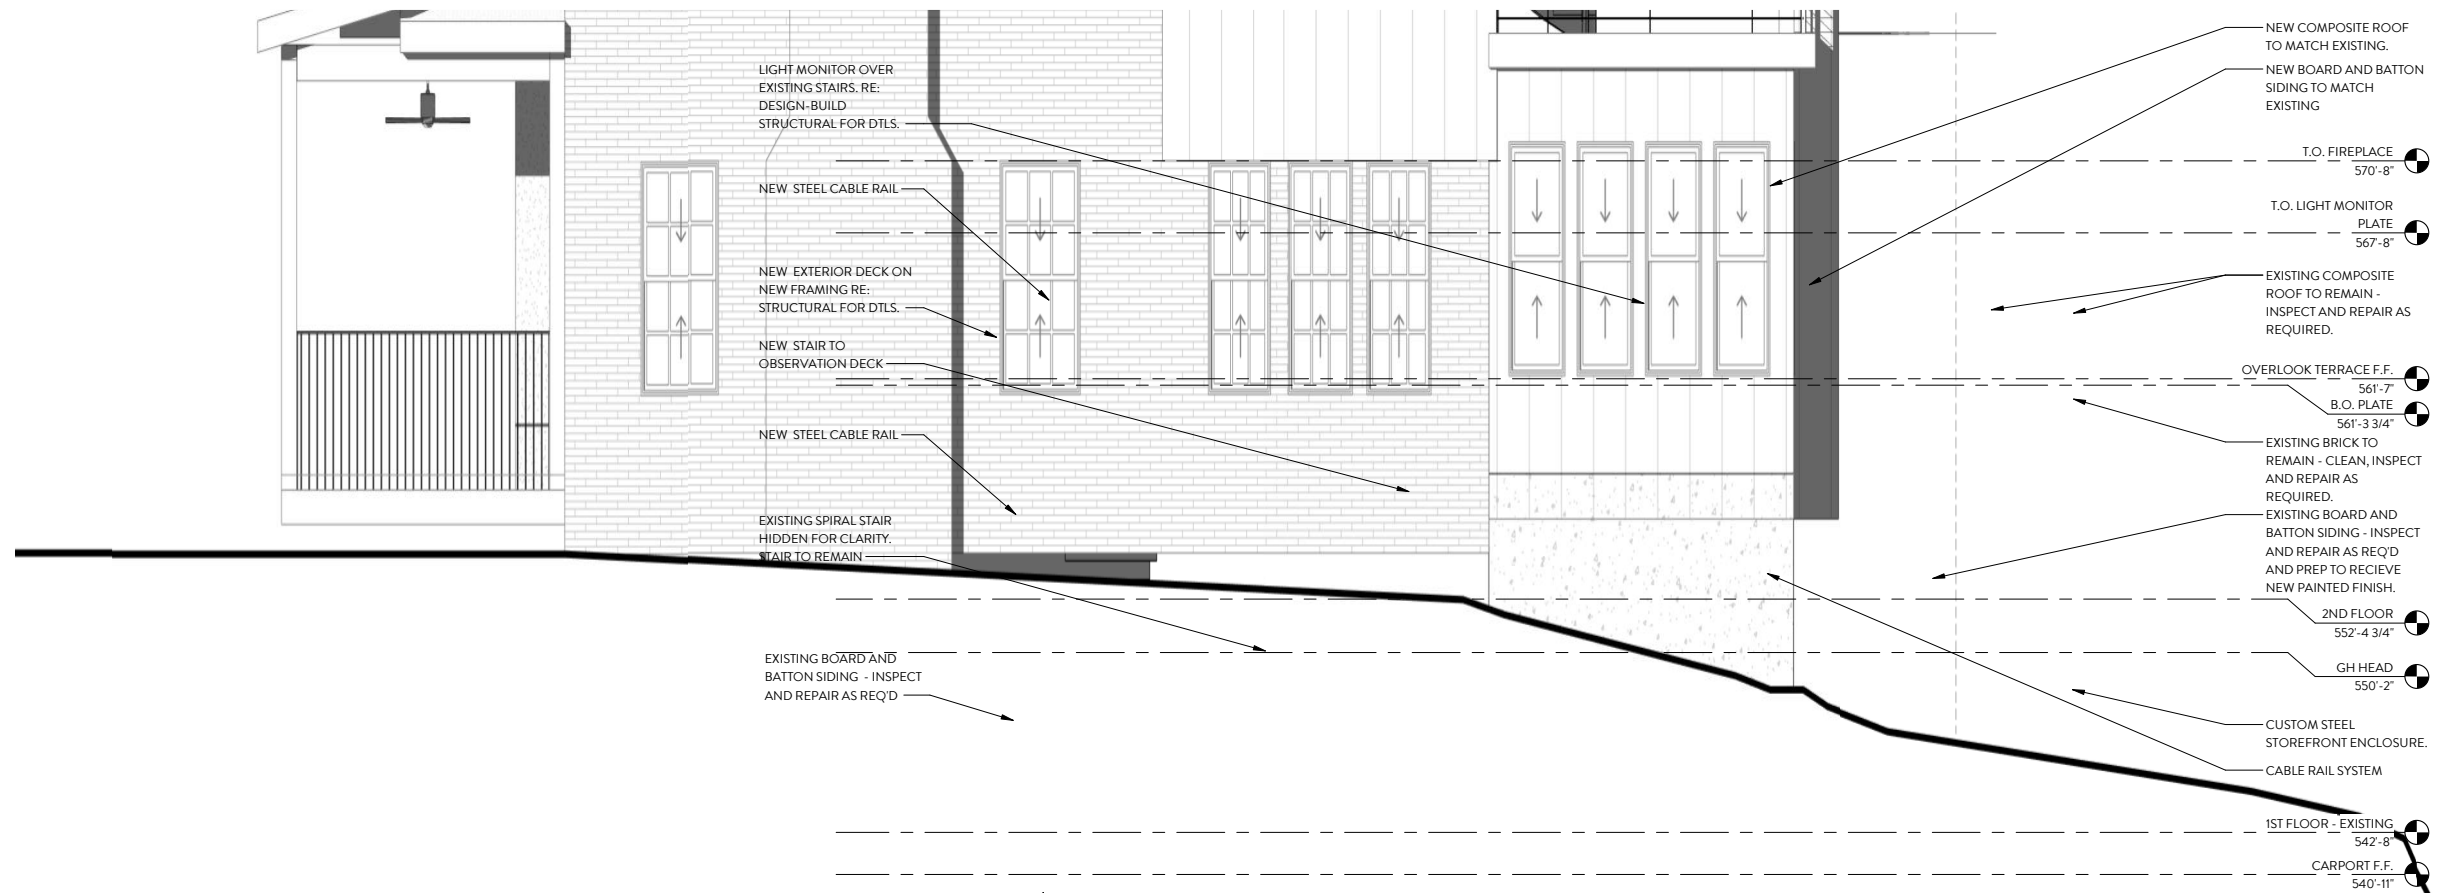 LIGHT MONITOR OVER
EXISTING STAIRS. RE:
DESIGN-BUILD
STRUCTURAL FOR DTLS.
NEW STEEL CABLE RAIL
NEW EXTERIOR DECK ON
NEW FRAMING RE:
STRUCTURAL FOR DTLS.
NEW STAIR TO
OBSERVATION DECK
NEW STEEL CABLE RAIL
EXISTING SPIRAL STAIR
HIDDEN FOR CLARITY.
STAIR TO REMAIN
EXISTING BOARD AND
BATTON SIDING - INSPECT
AND REPAIR AS REQ'D
NEW COMPOSITE ROOF
TO MATCH EXISTING.
NEW BOARD AND BATTON
SIDING TO MATCH
EXISTING
T.O. FIREPLACE
570'-8"
T.O. LIGHT MONITOR
PLATE
567'-8"
EXISTING COMPOSITE
ROOF TO REMAIN -
INSPECT AND REPAIR AS
REQUIRED.
OVERLOOK TERRACE F.F.
561'-7"
B.O. PLATE
561'-3 3/4"
EXISTING BRICK TO
REMAIN - CLEAN, INSPECT
AND REPAIR AS
REQUIRED.
EXISTING BOARD AND
BATTON SIDING - INSPECT
AND REPAIR AS REQ'D
AND PREP TO RECIEVE
NEW PAINTED FINISH.
2ND FLOOR
552'-4 3/4"
GH HEAD
550'-2"
CUSTOM STEEL
STOREFRONT ENCLOSURE.
CABLE RAIL SYSTEM
1ST FLOOR - EXISTING
542'-8"
CARPORT F.F.
540'-11"